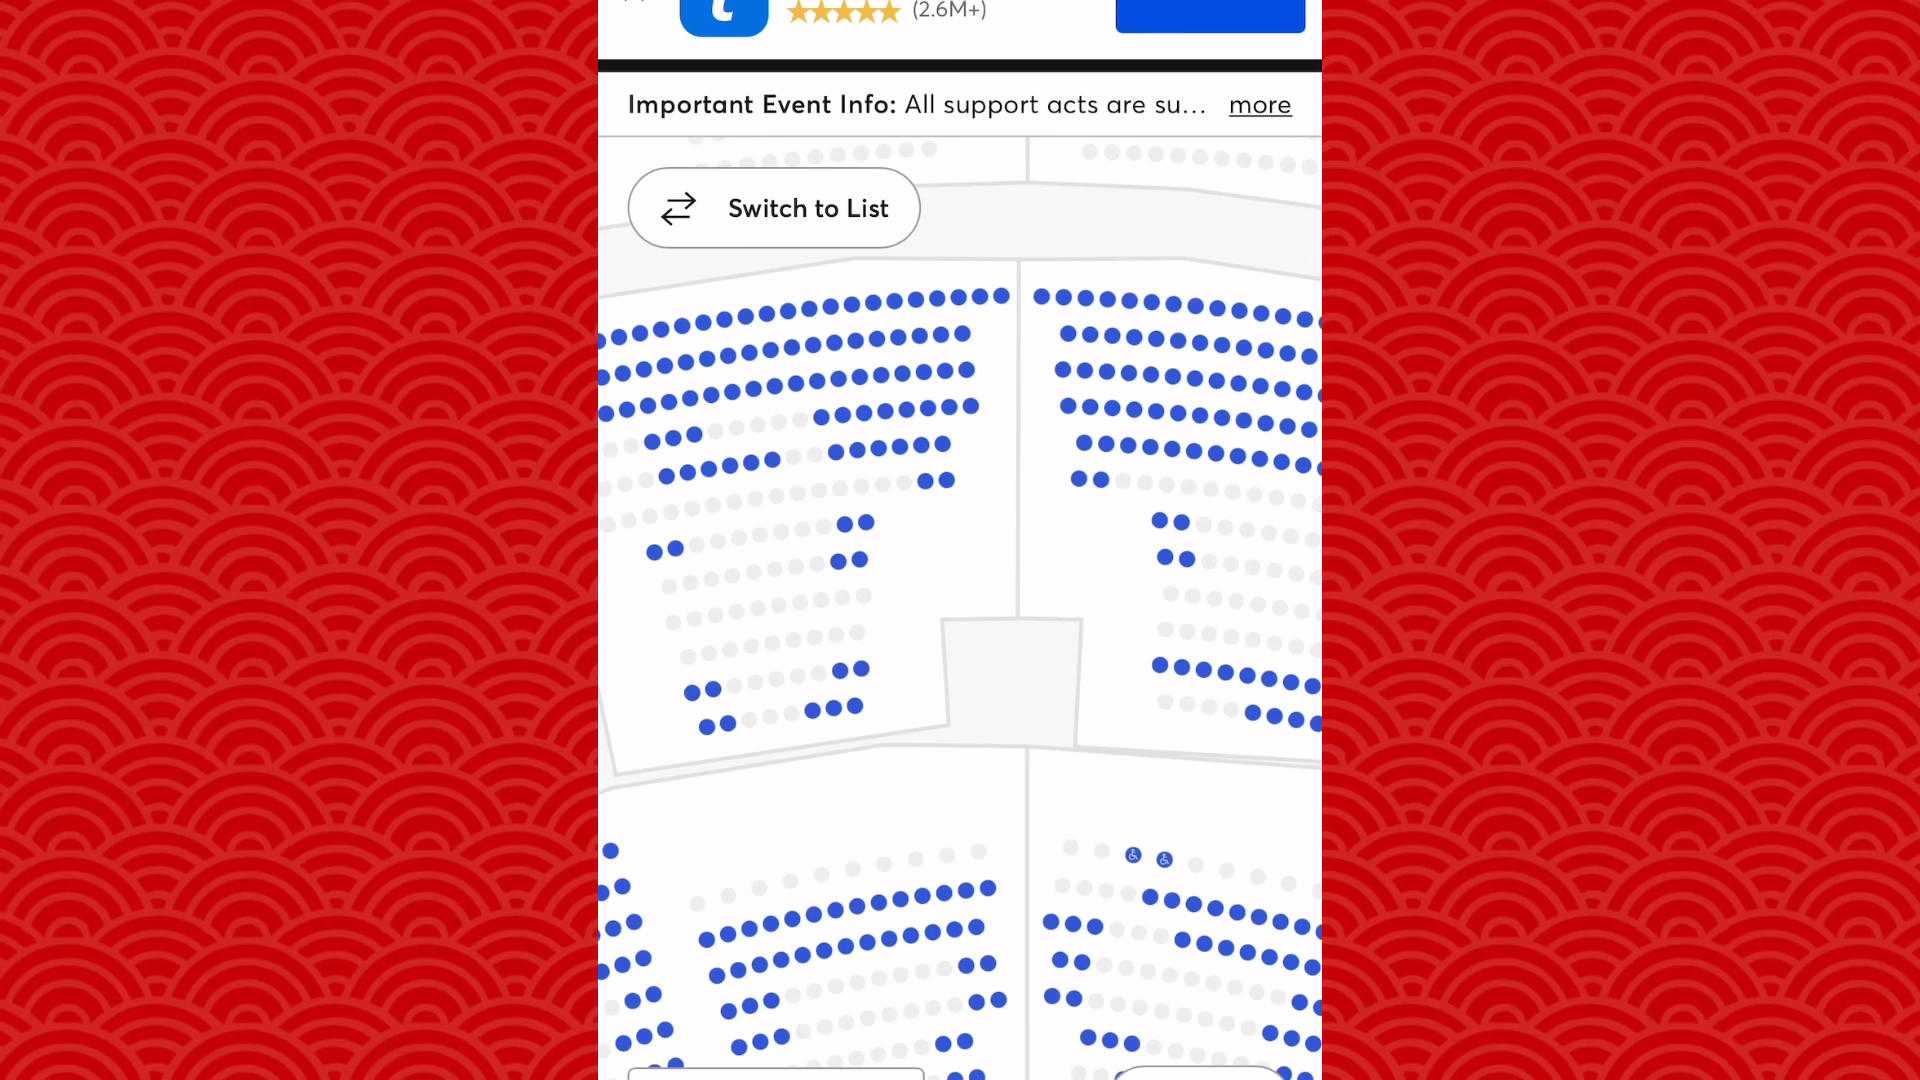 (2.6M+)
Important Event Info: All support acts are su... more
Switch to List